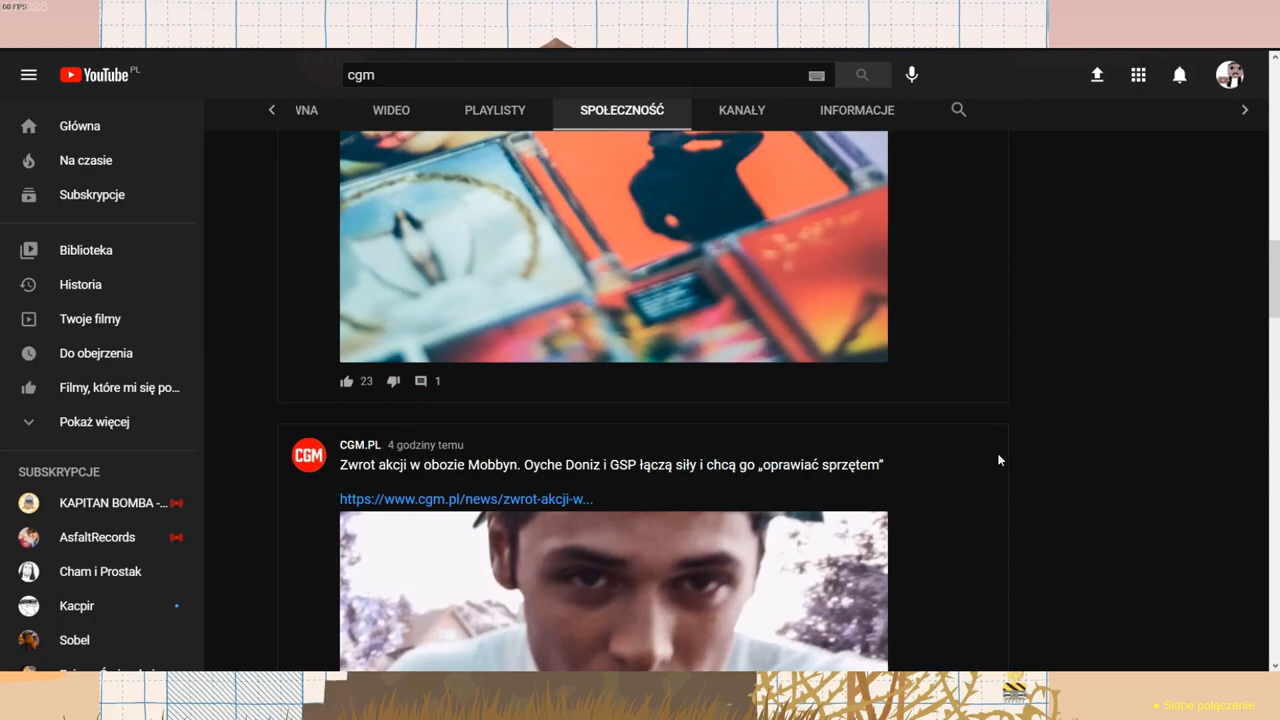 60 FPS
YouTube PL
cgm
WNA
WIDEO
PLAYLISTY
SPOŁECZNOŚĆ
KANAŁY
INFORMACJE
Główna
Na czasie
Subskrypcje
Biblioteka
Historia
Twoje filmy
Do obejrzenia
Filmy, które mi się po...
Pokaż więcej
SUBSKRYPCJE
KAPITAN BOMBA -...
AsfaltRecords
Cham i Prostak
Kacpir
Sobel
23
1
CGM
CGM.PL 4 godziny temu
Zwrot akcji w obozie Mobbyn. Oyche Doniz i GSP łączą siły i chcą go „oprawiać sprzętem”
https://www.cgm.pl/news/zwrot-akcji-w...
Słabe połączenie